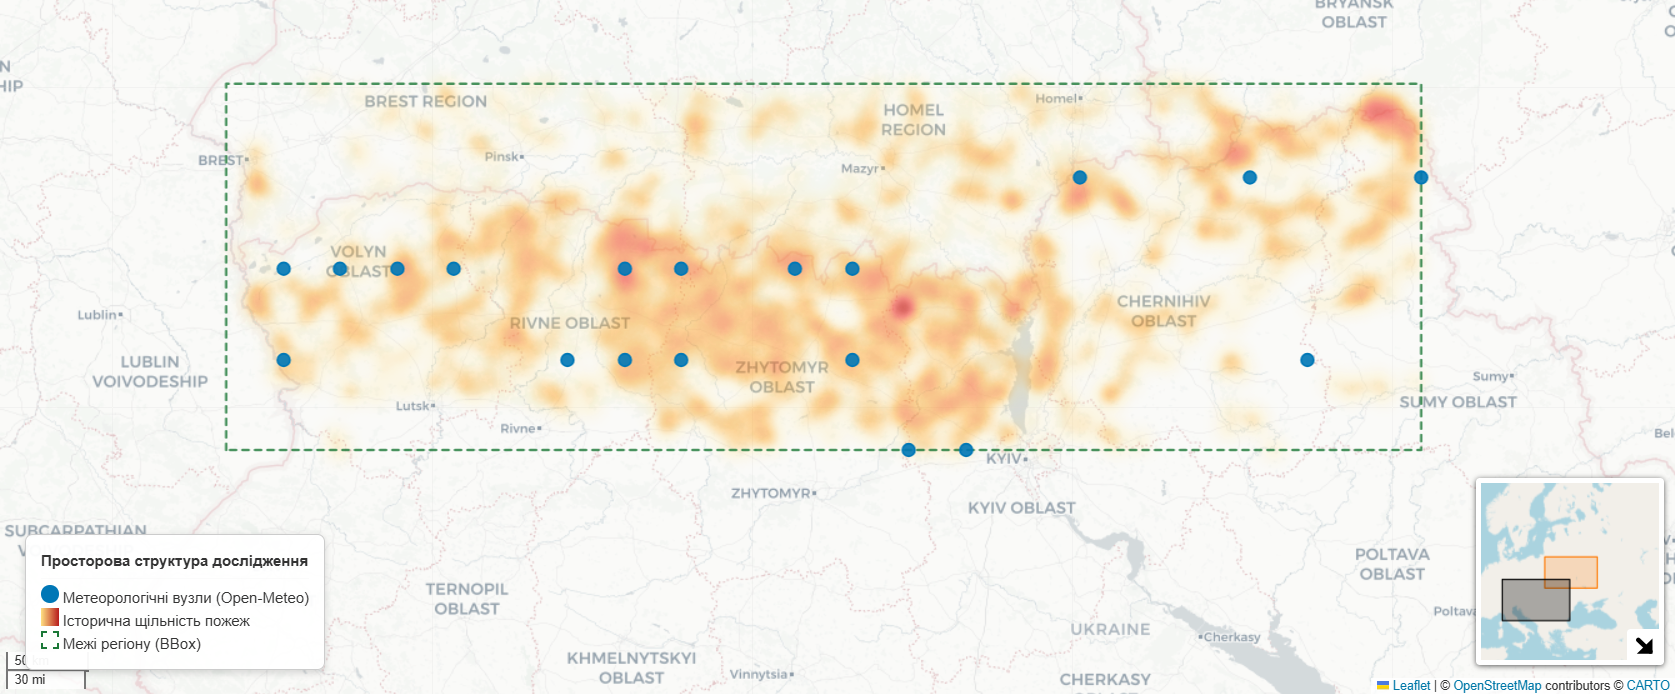 BRYANSK
OBLAST
BREST REGION
HOMEL
REGION
Homel
BREST
Pinsk
Mazyr
VOLYN
OBLAST
Lublin
RIVNE OBLAST
CHERNIHIV
OBLAST
LUBLIN
VOIVODESHIP
ZHYTOMYR
OBLAST
Sumy
SUMY OBLAST
Lutsk
Rivne
KYIV
ZHYTOMYR
KYIV OBLAST
SUBCARPATHIAN
POLTAVA
OBLAST
TERNOPIL
OBLAST
Poltava
UKRAINE
Cherkasy
KHMELNYTSKYI
OBLAST
Vinnytsia
CHERKASY
OBLAST
Просторова структура дослідження
Метеорологічні вузли (Open-Meteo)
Історична щільність пожеж
Межі регіону (BBox)
30 mi
Leaflet | © OpenStreetMap contributors © CARTO